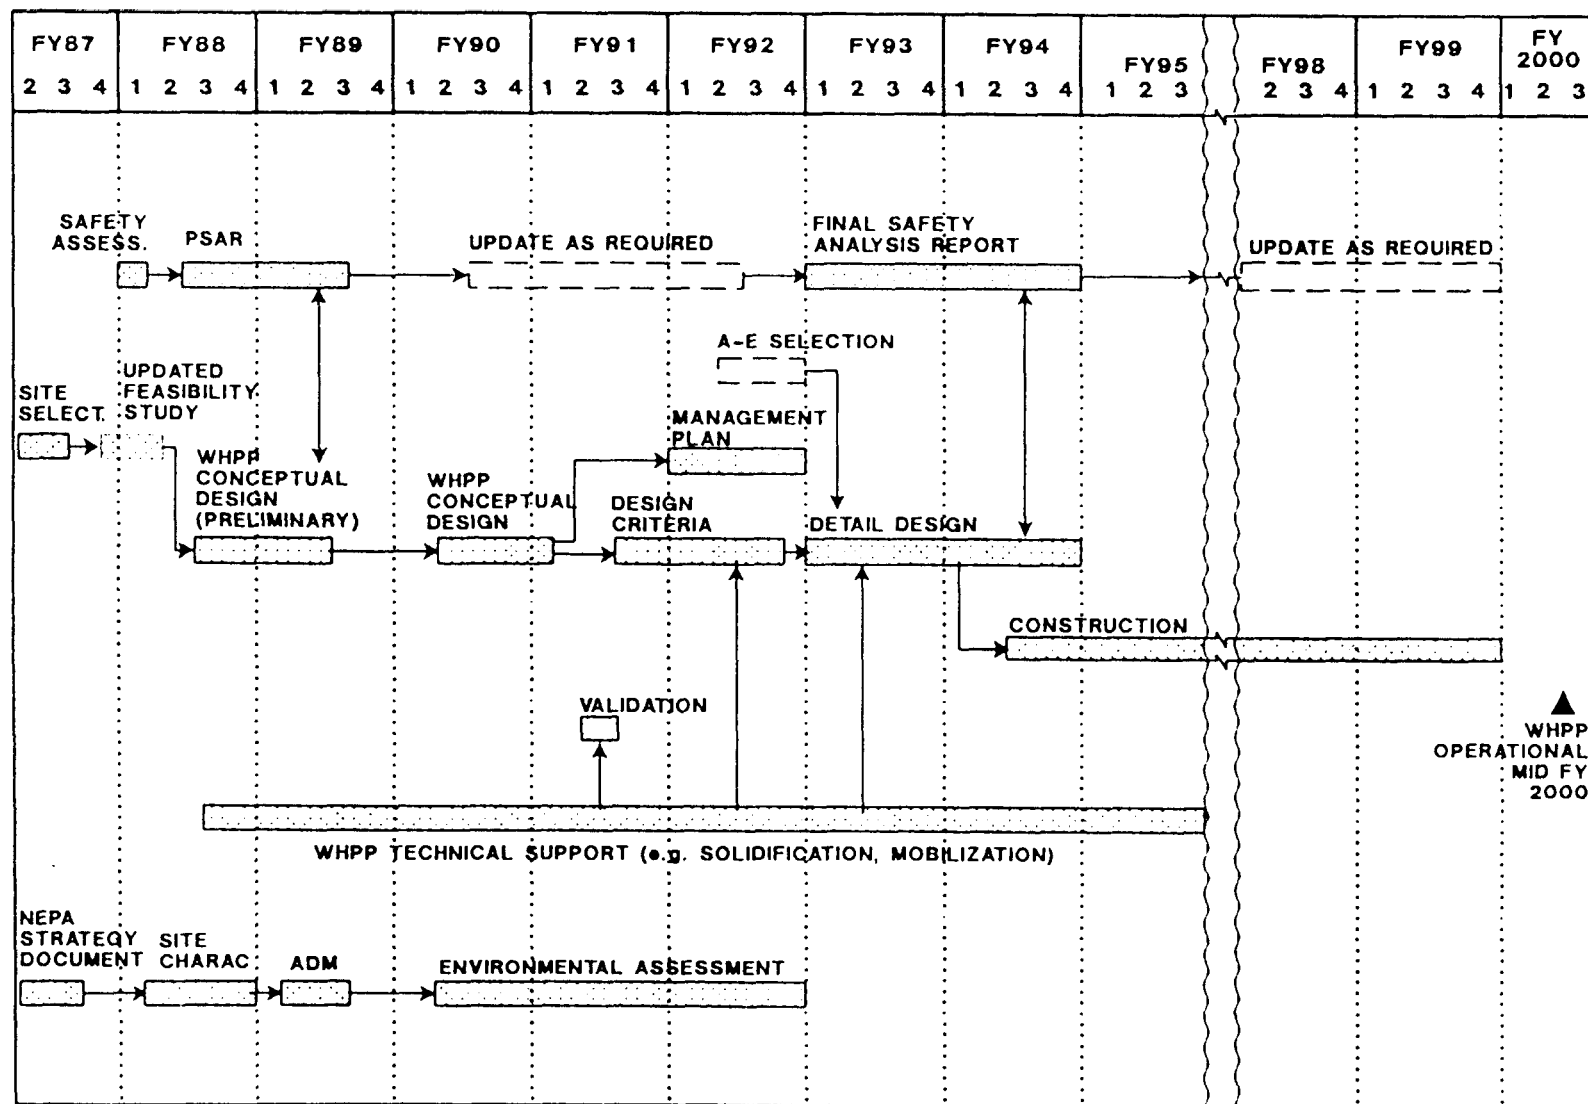 FY87 FY88 FY89 FY90 FY91 FY92 FY93 FY94 FY95 FY98 FY99 FY 2000
2 3 4 1 2 3 4 1 2 3 4 1 2 3 4 1 2 3 4 1 2 3 4 1 2 3 4 1 2 3 4 1 2 3 2 3 4 1 2 3 4 1 2 3
SAFETY
ASSESS.
PSAR
UPDATE AS REQUIRED
FINAL SAFETY
ANALYSIS REPORT
UPDATE AS REQUIRED
A-E SELECTION
SITE
SELECT.
UPDATED
FEASIBILITY
STUDY
MANAGEMENT
PLAN
WHPP
CONCEPTUAL
DESIGN
(PRELIMINARY)
WHPP
CONCEPTUAL
DESIGN
DESIGN
CRITERIA
DETAIL DESIGN
CONSTRUCTION
VALIDATION
WHPP
OPERATIONAL
MID FY
2000
WHPP TECHNICAL SUPPORT (e.g. SOLIDIFICATION, MOBILIZATION)
NEPA
STRATEGY
DOCUMENT
SITE
CHARAC
ADM
ENVIRONMENTAL ASSESSMENT